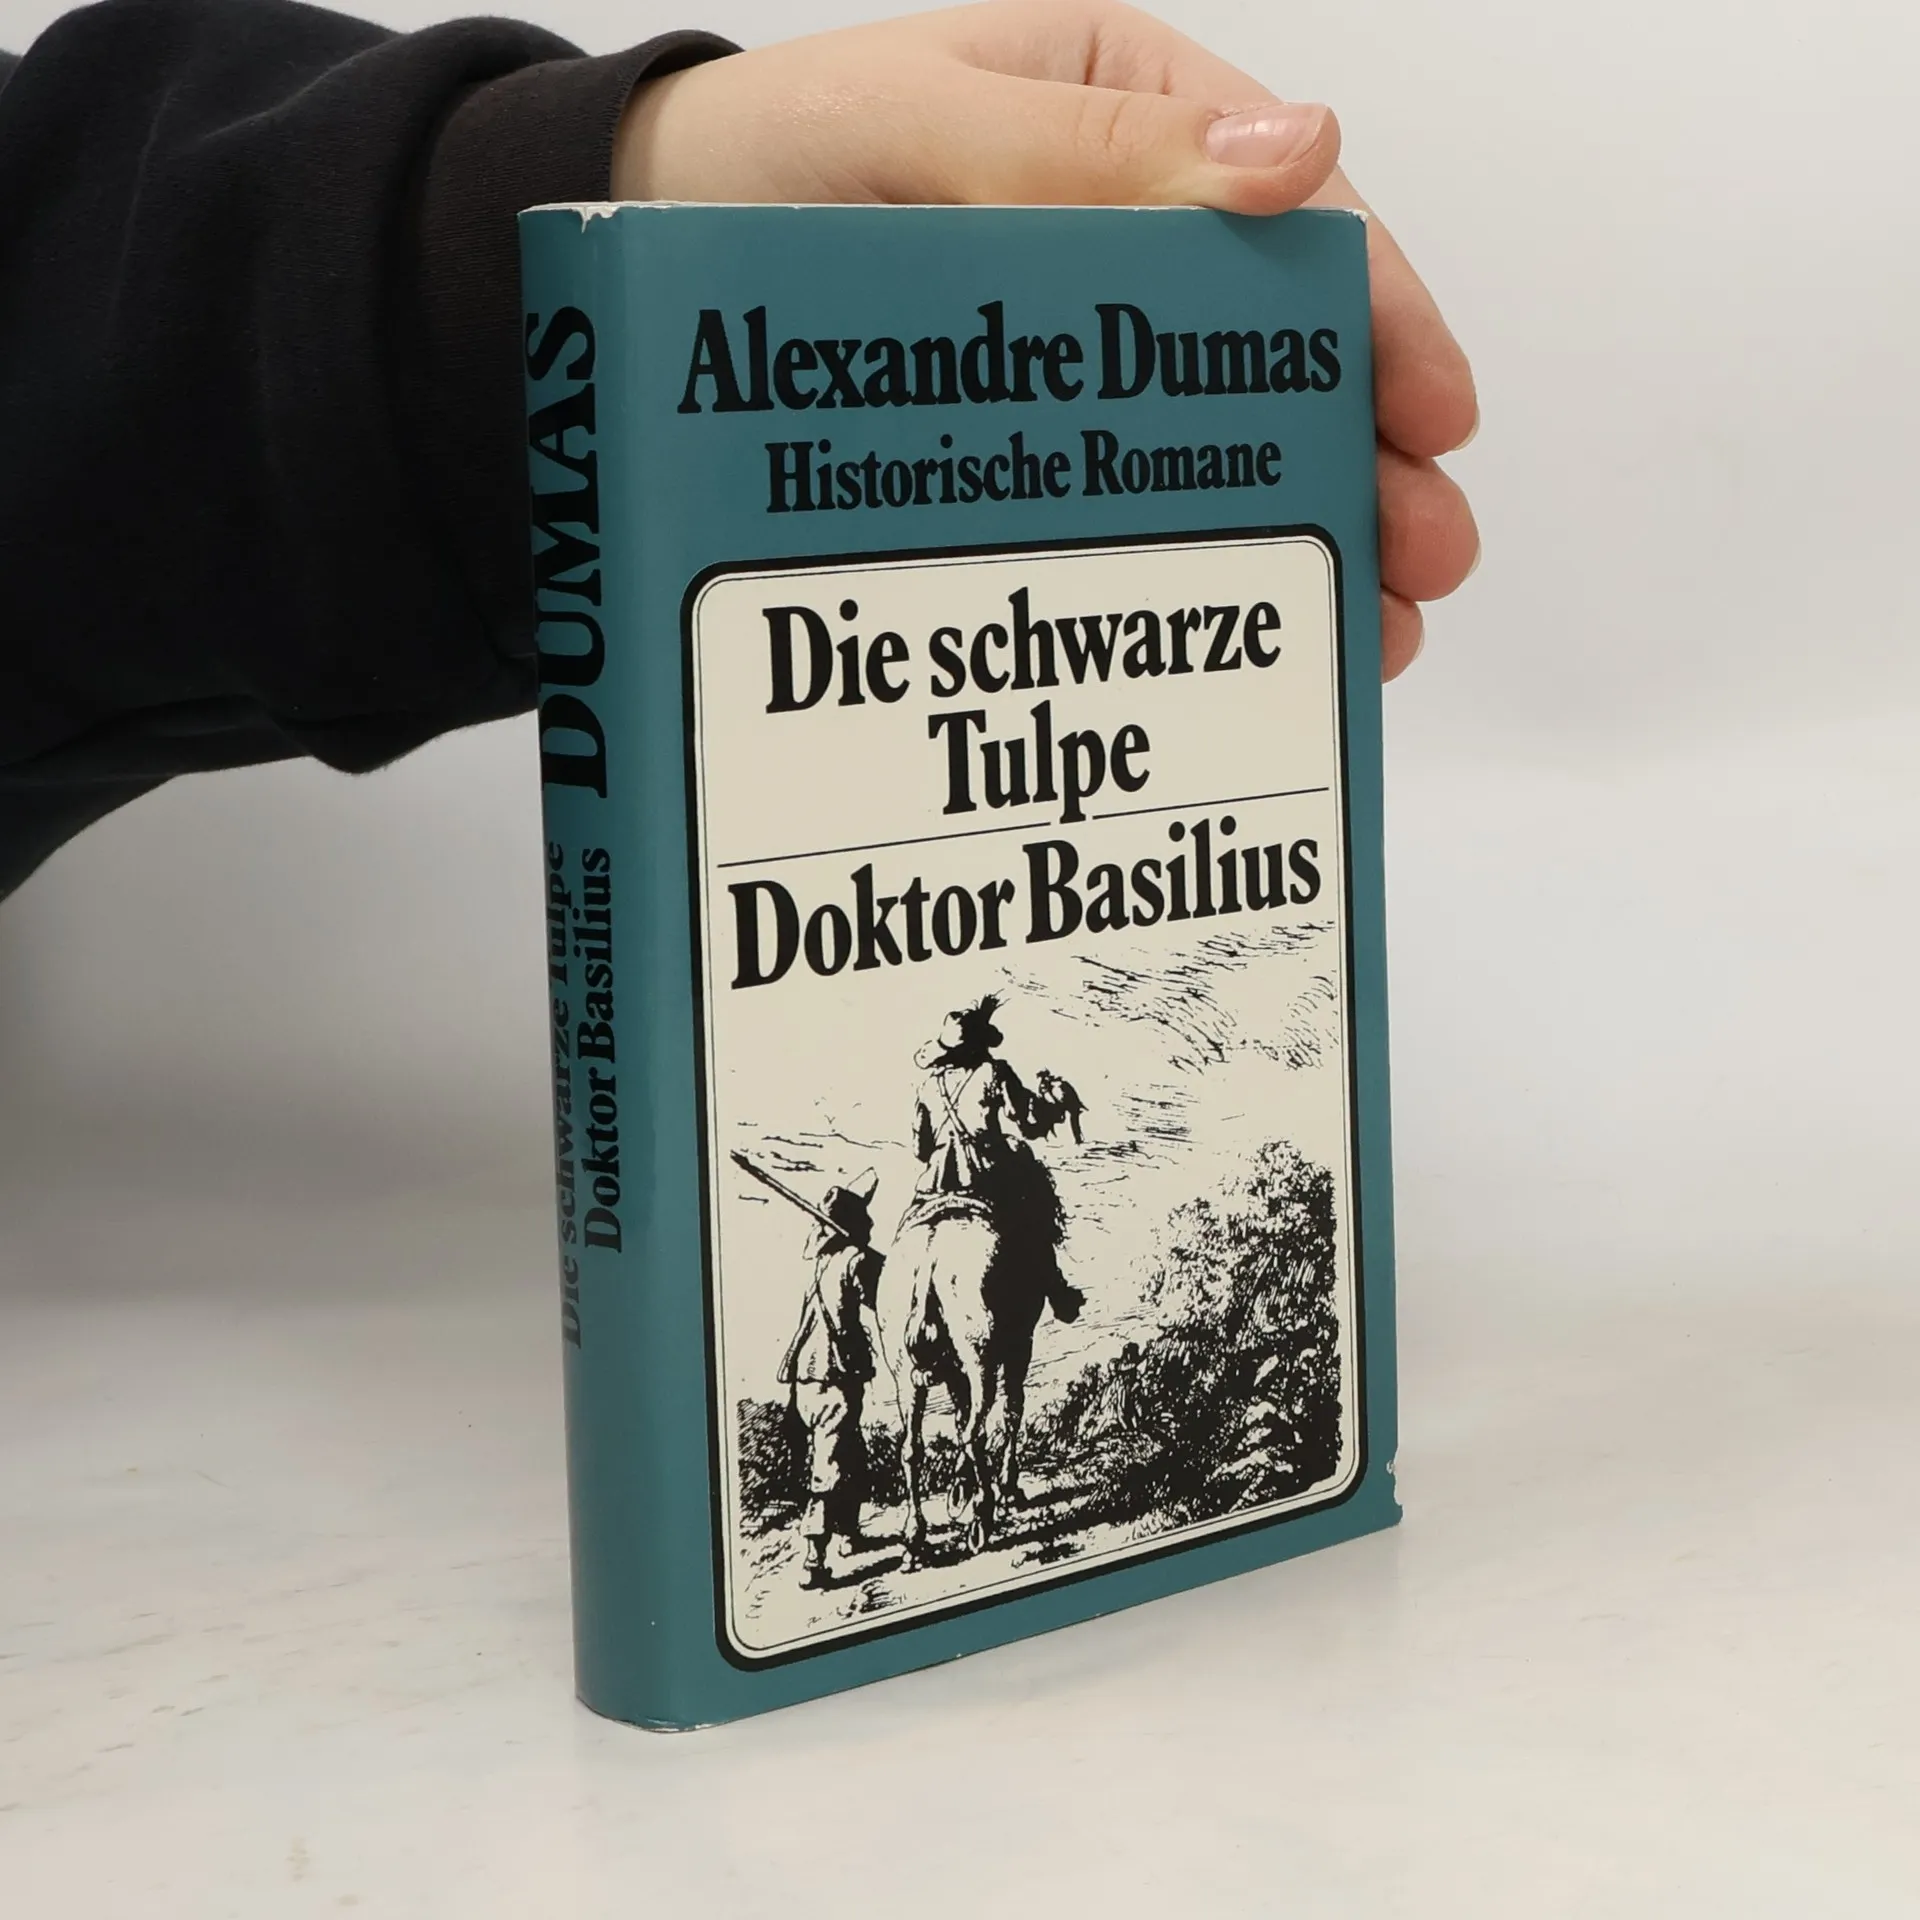 Alexandre Dumas
Historische Romane
Die schwarze
Tulpe
Doktor Basilius
DUMAS
Die schwarze Tulpe
Doktor Basilius